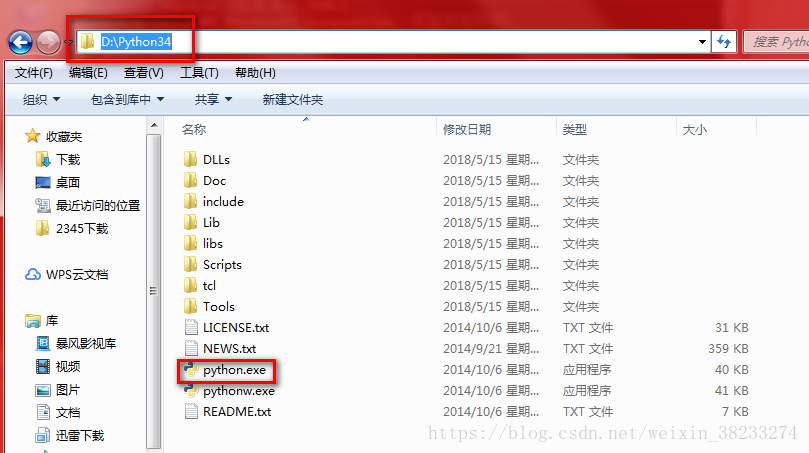 D:\Python34
搜索 Pytho
文件(F) 编辑(E) 查看(V) 工具(T) 帮助(H)
组织 包含到库中 共享 新建文件夹
名称 修改日期 类型 大小
收藏夹
下载
桌面
最近访问的位置
2345下载
WPS云文档
库
暴风影视库
视频
图片
文档
迅雷下载
DLLs 2018/5/15 星期... 文件夹
Doc 2018/5/15 星期... 文件夹
include 2018/5/15 星期... 文件夹
Lib 2018/5/15 星期... 文件夹
libs 2018/5/15 星期... 文件夹
Scripts 2018/5/15 星期... 文件夹
tcl 2018/5/15 星期... 文件夹
Tools 2018/5/15 星期... 文件夹
LICENSE.txt 2014/10/6 星期... TXT 文件 31 KB
NEWS.txt 2014/9/21 星期... TXT 文件 359 KB
python.exe 2014/10/6 星期... 应用程序 40 KB
pythonw.exe 2014/10/6 星期... 应用程序 41 KB
README.txt 2014/10/6 星期... TXT 文件 7 KB
https://blog.csdn.net/weixin_38233274